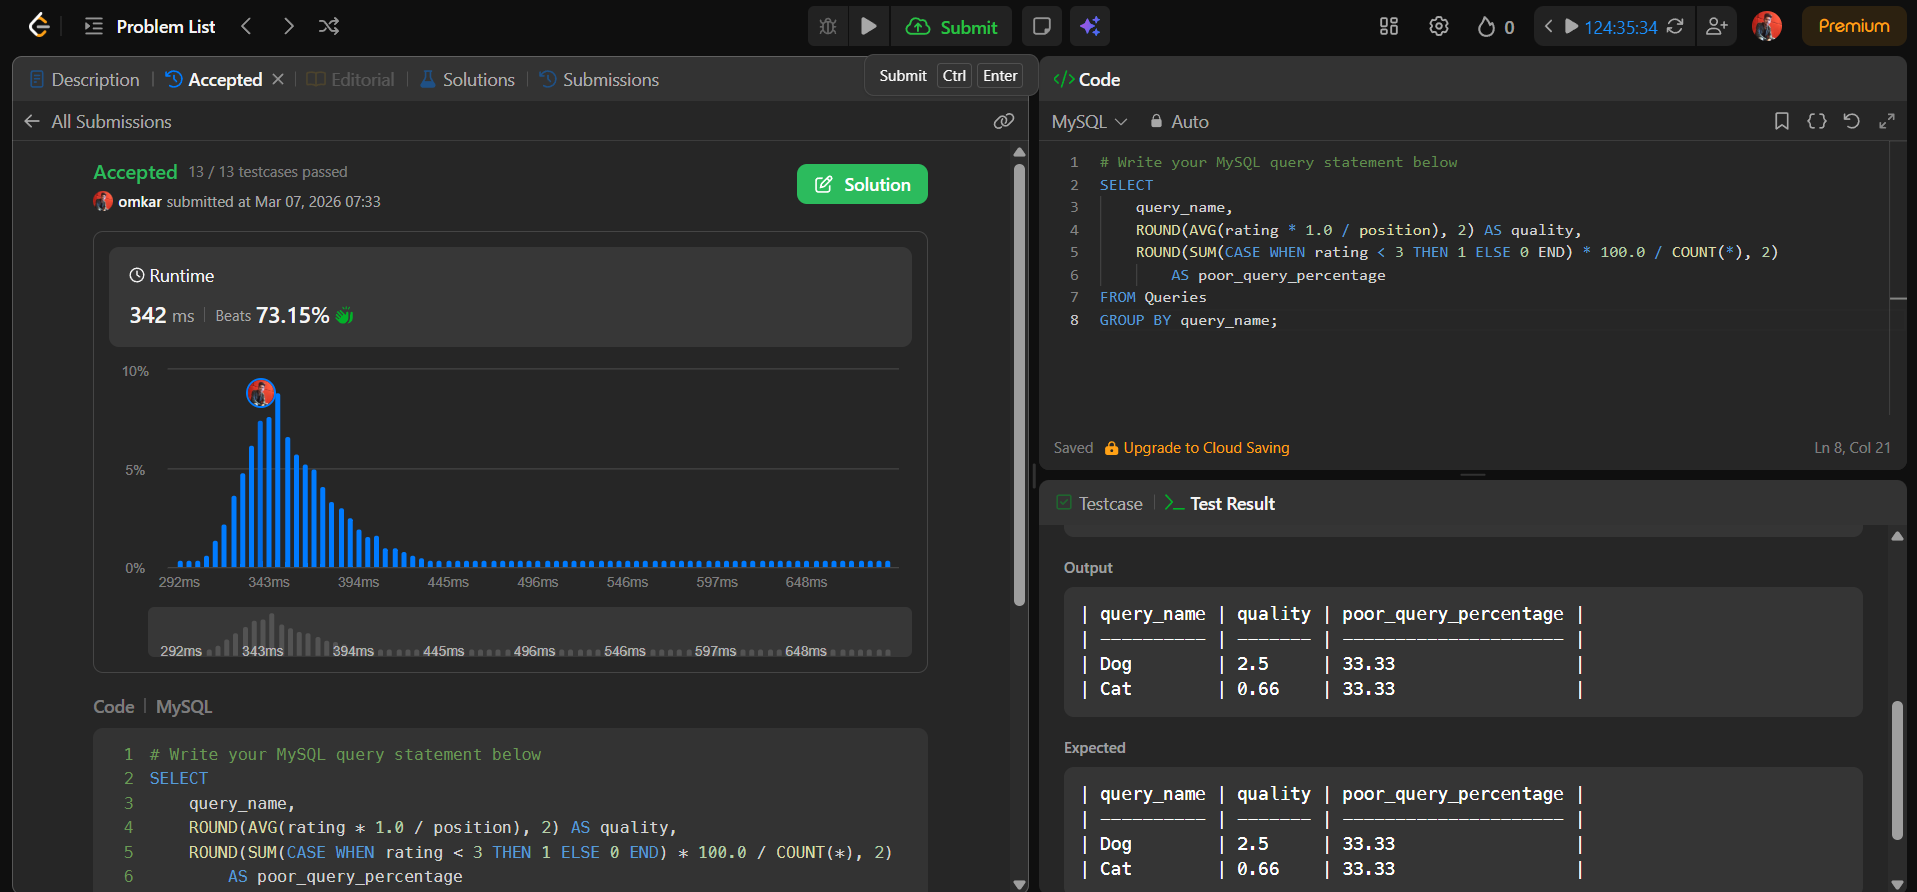 Problem List
Submit
0
124:35:34
Premium
Description
Accepted
Editorial
Solutions
Submissions
Submit Ctrl Enter
All Submissions
Accepted 13 / 13 testcases passed
omkar submitted at Mar 07, 2026 07:33
Solution
Runtime
342 ms Beats 73.15%
10%
5%
0%
292ms 343ms 394ms 445ms 496ms 546ms 597ms 648ms
292ms 343ms 394ms 445ms 496ms 546ms 597ms 648ms
Code MySQL
1 # Write your MySQL query statement below
2 SELECT
3 query_name,
4 ROUND(AVG(rating * 1.0 / position), 2) AS quality,
5 ROUND(SUM(CASE WHEN rating < 3 THEN 1 ELSE 0 END) * 100.0 / COUNT(*), 2)
6 AS poor_query_percentage
</> Code
MySQL Auto
1 # Write your MySQL query statement below
2 SELECT
3 query_name,
4 ROUND(AVG(rating * 1.0 / position), 2) AS quality,
5 ROUND(SUM(CASE WHEN rating < 3 THEN 1 ELSE 0 END) * 100.0 / COUNT(*), 2)
6 AS poor_query_percentage
7 FROM Queries
8 GROUP BY query_name;
Saved Upgrade to Cloud Saving
Ln 8, Col 21
Testcase
Test Result
Output
| query_name | quality | poor_query_percentage |
| ---------- | ------- | --------------------- |
| Dog | 2.5 | 33.33 |
| Cat | 0.66 | 33.33 |
Expected
| query_name | quality | poor_query_percentage |
| ---------- | ------- | --------------------- |
| Dog | 2.5 | 33.33 |
| Cat | 0.66 | 33.33 |